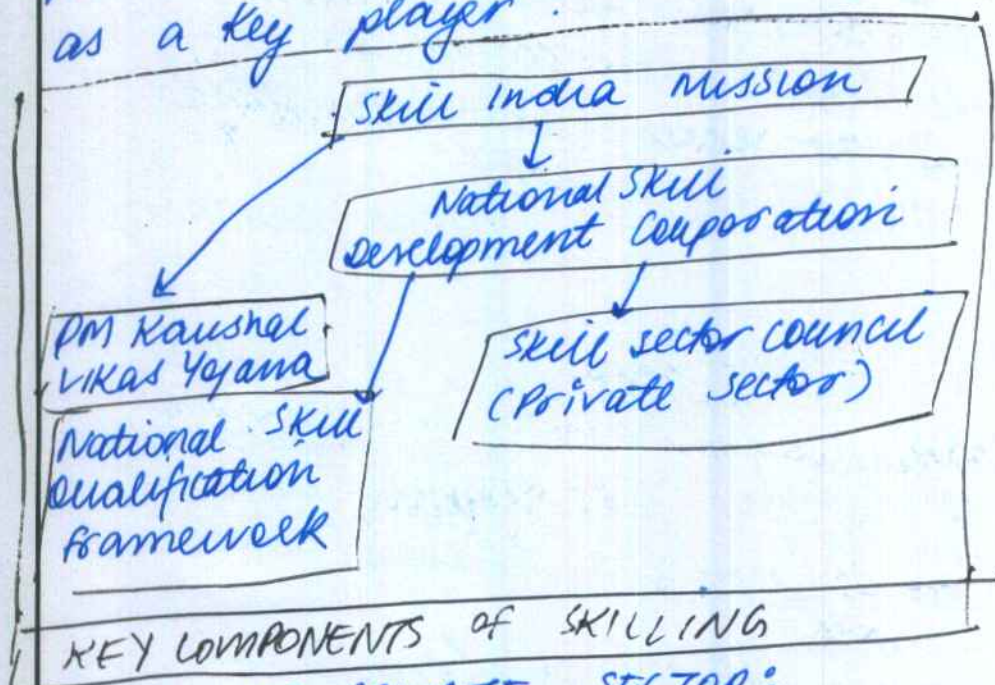 as a key player.
Skill India Mission
National Skill
Development Corporation
PM Kaushal
Vikas Yojana
Skill sector council
(Private sector)
National Skill
Qualification
framework
KEY COMPONENTS of SKILLING
SECTOR: